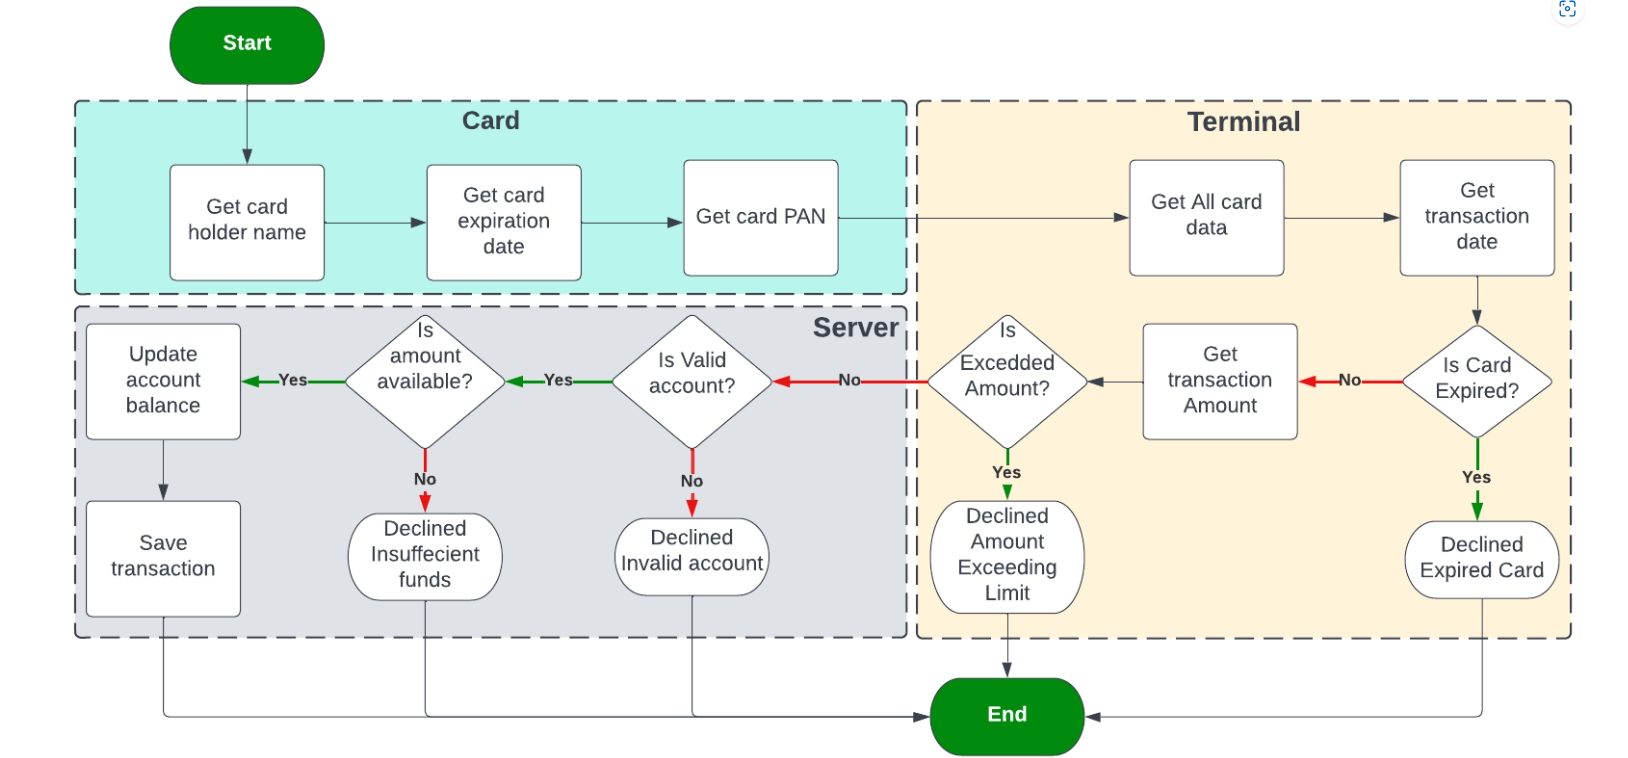 Start
Card
Get card
holder name
Get card
expiration
date
Get card PAN
Terminal
Get All card
data
Get
transaction
date
Is Card
Expired?
No
Yes
Declined
Expired Card
Get
transaction
Amount
Is
Excedded
Amount?
No
Yes
Declined
Amount
Exceeding
Limit
Server
Is Valid
account?
Yes
No
Declined
Invalid account
Is
amount
available?
Yes
No
Declined
Insuffecient
funds
Update
account
balance
Save
transaction
End